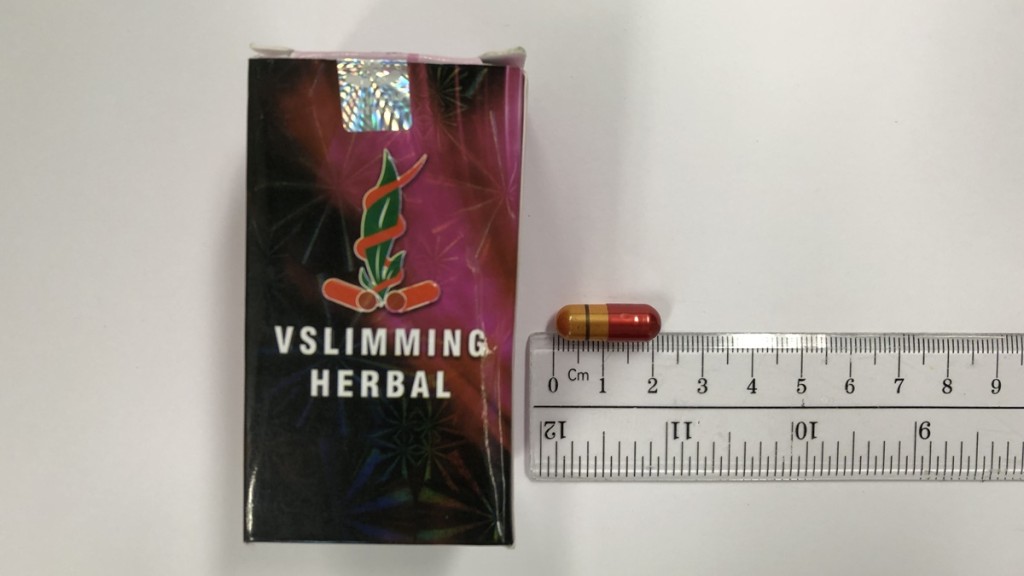 VSLIMMING
HERBAL
0 Cm 1 2 3 4 5 6 7 8 9
12 11 10 9